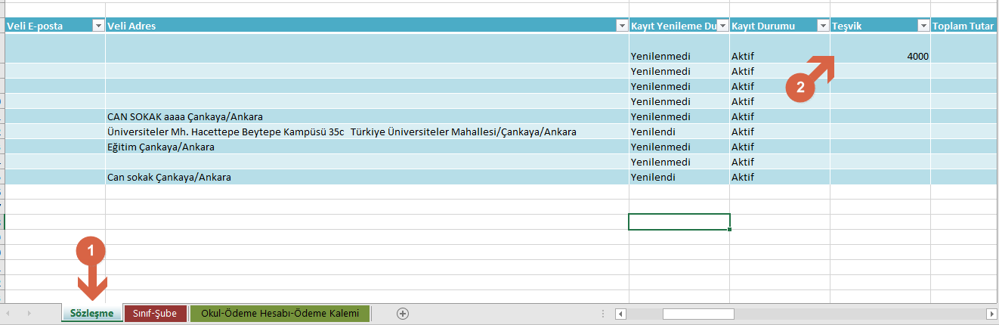 Veli E-posta Veli Adres Kayıt Yenileme Du Kayıt Durumu Teşvik Toplam Tutar
Yenilenmedi Aktif 4000
Yenilenmedi Aktif
2
Yenilenmedi Aktif
Yenilenmedi Aktif
CAN SOKAK aaaa Çankaya/Ankara Yenilenmedi Aktif
Üniversiteler Mh. Hacettepe Beytepe Kampüsü 35c Türkiye Üniversiteler Mahallesi/Çankaya/Ankara Yenilendi Aktif
Eğitim Çankaya/Ankara Yenilenmedi Aktif
Yenilenmedi Aktif
Can sokak Çankaya/Ankara Yenilendi Aktif
1
Sözleşme Sınıf-Şube Okul-Ödeme Hesabı-Ödeme Kalemi